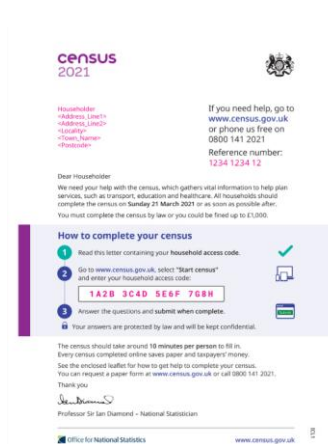 census
2021
Householder
<Address_Line1>
<Address_Line2>
<Locality>
<Town_Name>
<Postcode>
If you need help, go to
www.census.gov.uk
or phone us free on
0800 141 2021
Reference number:
1234 1234 12
Dear Householder
We need your help with the census, which gathers vital information to help plan
services, such as transport, education and healthcare. All households should
complete the census on Sunday 21 March 2021 or as soon as possible after.
You must complete the census by law or you could be fined up to £1,000.
How to complete your census
1 Read this letter containing your household access code.
2 Go to www.census.gov.uk, select "Start census"
and enter your household access code:
1A2B 3C4D 5E6F 7G8H
3 Answer the questions and submit when complete.
Your answers are protected by law and will be kept confidential.
The census should take around 10 minutes per person to fill in.
Every census completed online saves paper and taxpayers' money.
See the enclosed leaflet for how to get help to complete your census.
You can request a paper form at www.census.gov.uk or call 0800 141 2021.
Thank you
Professor Sir Ian Diamond – National Statistician
Office for National Statistics
www.census.gov.uk